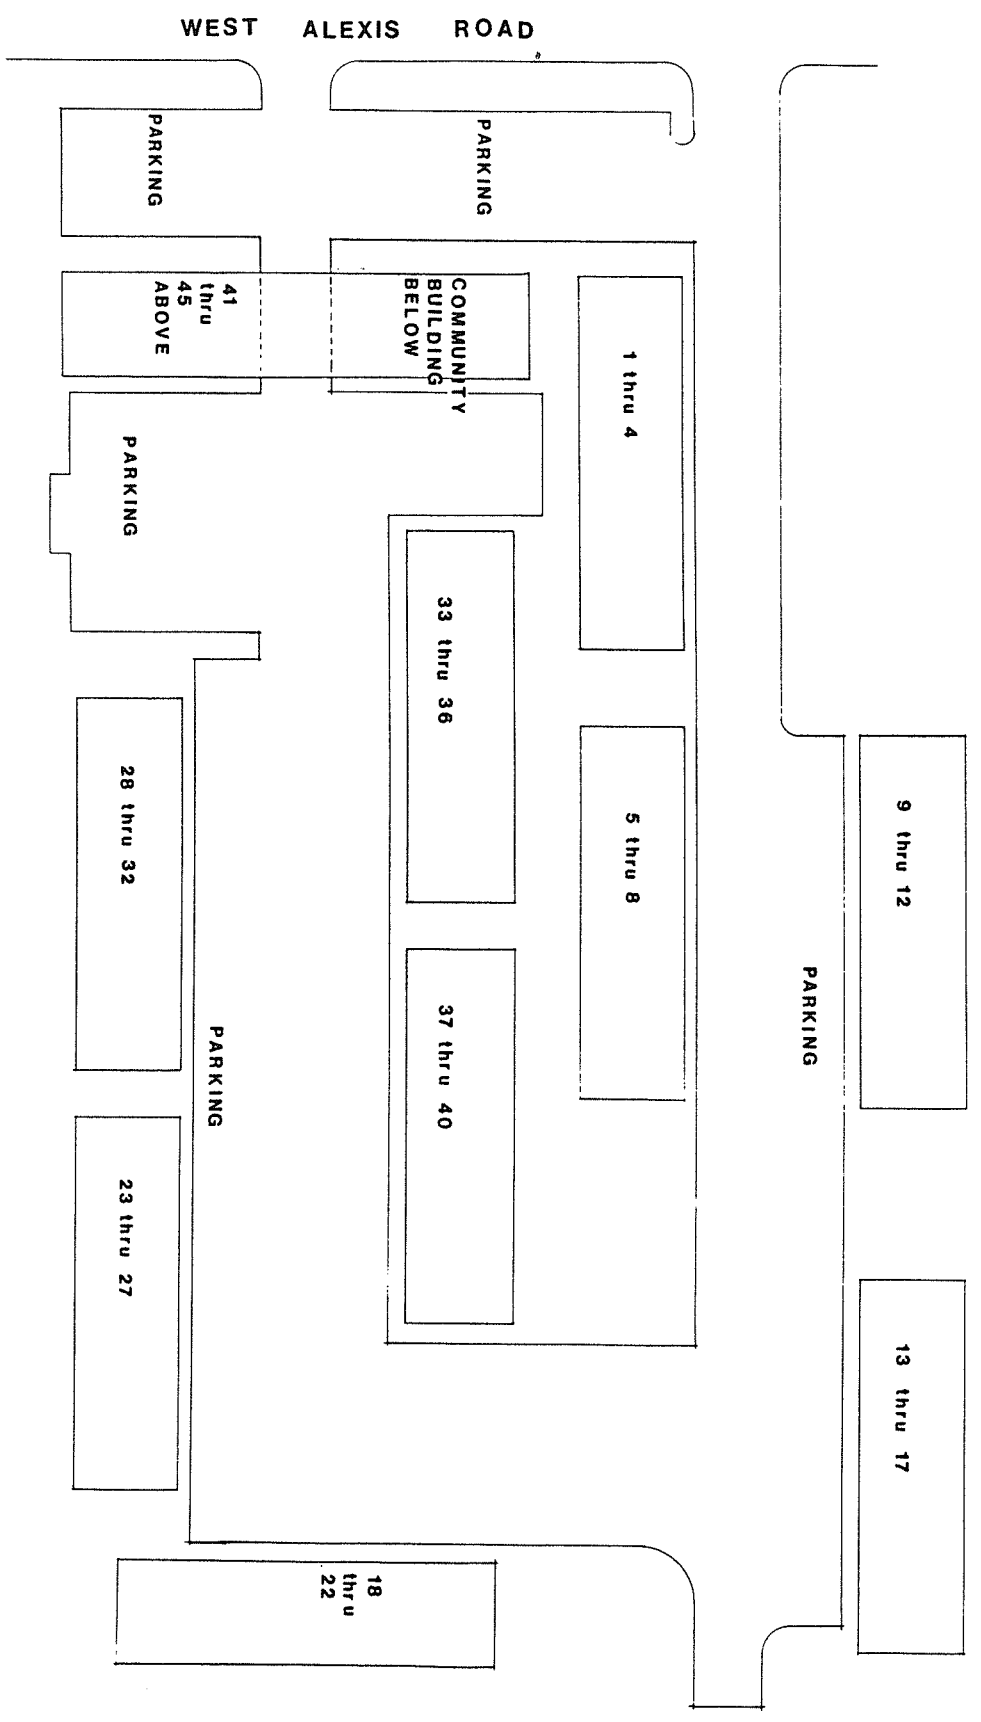 WEST ALEXIS ROAD
PARKING
PARKING
41
thru
45
ABOVE
COMMUNITY
BUILDING
BELOW
1 thru 4
PARKING
33 thru 36
28 thru 32
5 thru 8
9 thru 12
PARKING
PARKING
37 thru 40
23 thru 27
13 thru 17
18
thru
22